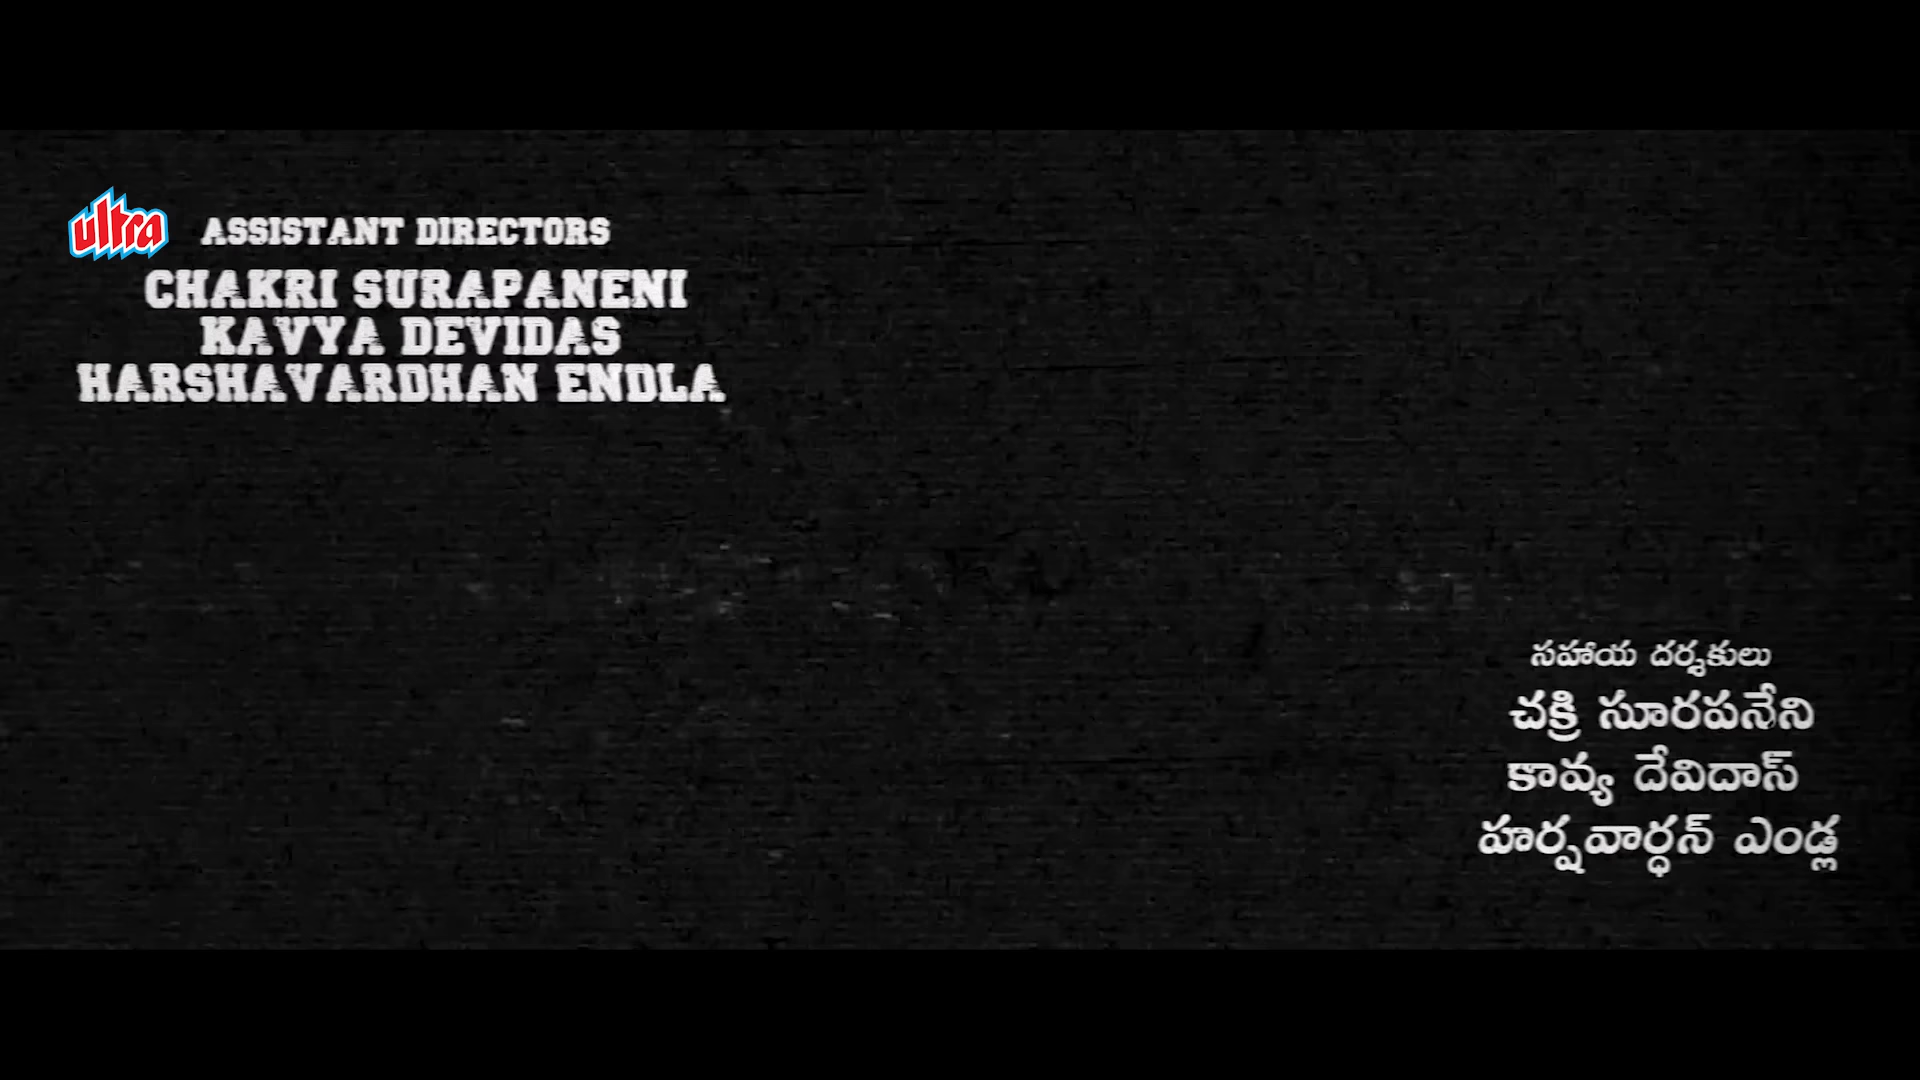 ultra
ASSISTANT DIRECTORS
CHAKRI SURAPANENI
KAVYA DEVIDAS
HARSHAVARDHAN ENDLA
సహాయ దర్శకులు
చక్రి సూరపనేని
కావ్య దేవిదాస్
హర్షవార్ధన్ ఎండ్ల